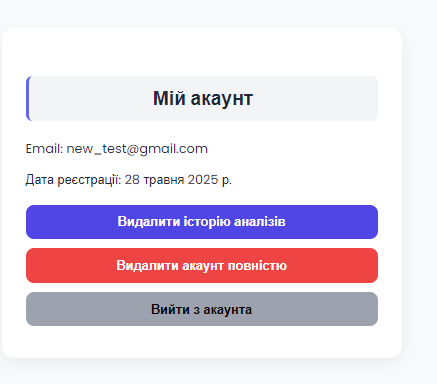 Мій акаунт
Email: new_test@gmail.com
Дата реєстрації: 28 травня 2025 р.
Видалити історію аналізів
Видалити акаунт повністю
Вийти з акаунта